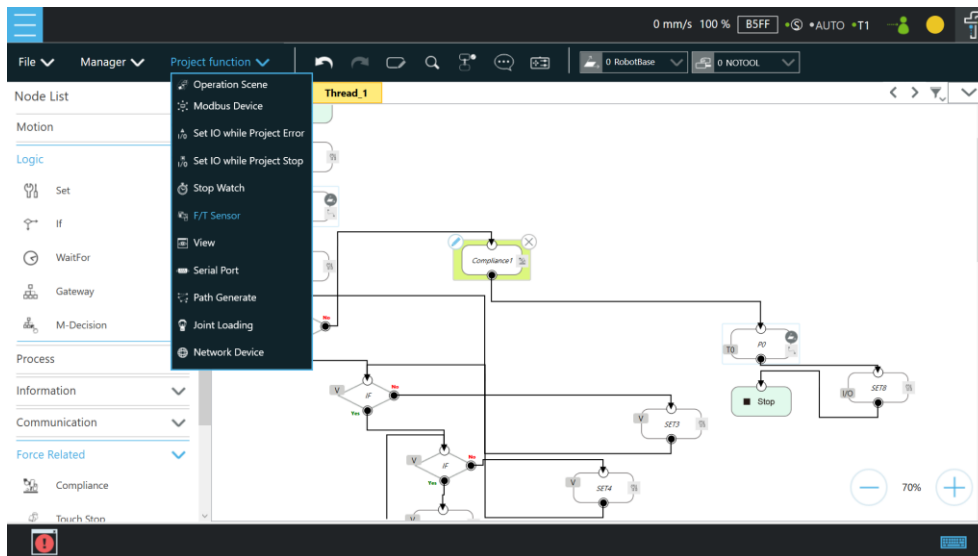 0 mm/s 100 % B5FF S AUTO T1
File Manager Project function 0 RobotBase 0 NOTOOL
Node List
Motion
Logic
Set
If
WaitFor
Gateway
M-Decision
Process
Information
Communication
Force Related
Compliance
Touch Stop
Operation Scene
Modbus Device
Set IO while Project Error
Set IO while Project Stop
Stop Watch
F/T Sensor
View
Serial Port
Path Generate
Joint Loading
Network Device
Thread_1
Compliance1
No
T0 P0
Stop
I/O SET8
V IF No
Yes
V SET3
V IF No
Yes
V SET4
V
70%